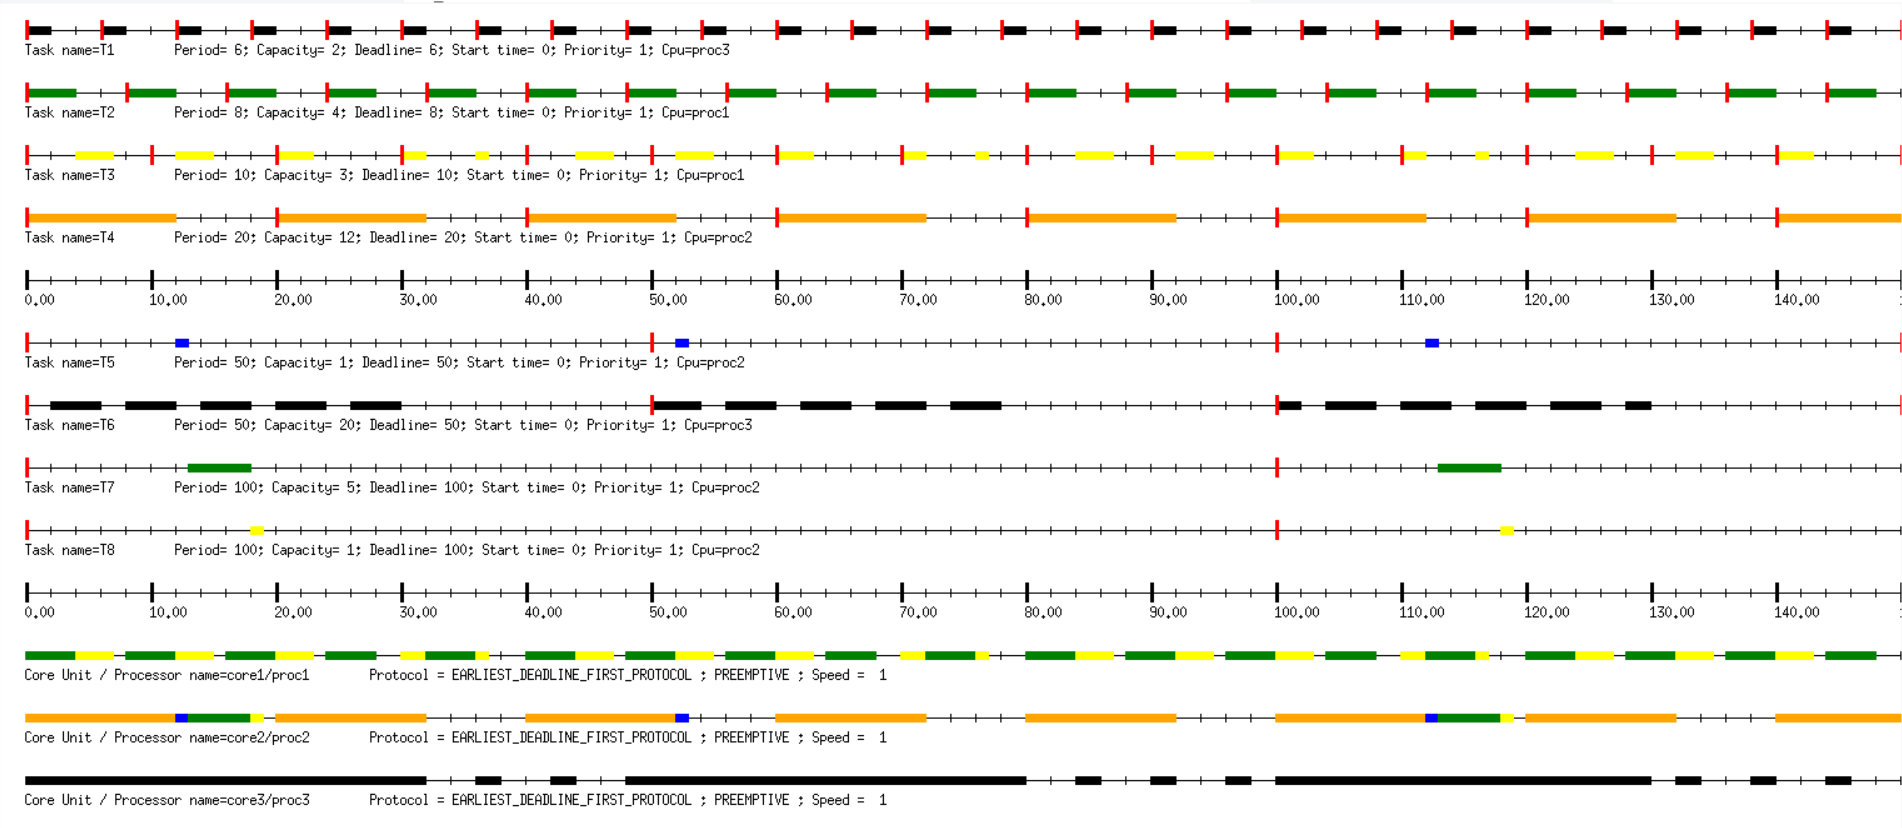 Task name=T1 Period= 6; Capacity= 2; Deadline= 6; Start time= 0; Priority= 1; Cpu=proc3
Task name=T2 Period= 8; Capacity= 4; Deadline= 8; Start time= 0; Priority= 1; Cpu=proc1
Task name=T3 Period= 10; Capacity= 3; Deadline= 10; Start time= 0; Priority= 1; Cpu=proc1
Task name=T4 Period= 20; Capacity= 12; Deadline= 20; Start time= 0; Priority= 1; Cpu=proc2
0.00 10.00 20.00 30.00 40.00 50.00 60.00 70.00 80.00 90.00 100.00 110.00 120.00 130.00 140.00
Task name=T5 Period= 50; Capacity= 1; Deadline= 50; Start time= 0; Priority= 1; Cpu=proc2
Task name=T6 Period= 50; Capacity= 20; Deadline= 50; Start time= 0; Priority= 1; Cpu=proc3
Task name=T7 Period= 100; Capacity= 5; Deadline= 100; Start time= 0; Priority= 1; Cpu=proc2
Task name=T8 Period= 100; Capacity= 1; Deadline= 100; Start time= 0; Priority= 1; Cpu=proc2
0.00 10.00 20.00 30.00 40.00 50.00 60.00 70.00 80.00 90.00 100.00 110.00 120.00 130.00 140.00
Core Unit / Processor name=core1/proc1 Protocol = EARLIEST_DEADLINE_FIRST_PROTOCOL ; PREEMPTIVE ; Speed = 1
Core Unit / Processor name=core2/proc2 Protocol = EARLIEST_DEADLINE_FIRST_PROTOCOL ; PREEMPTIVE ; Speed = 1
Core Unit / Processor name=core3/proc3 Protocol = EARLIEST_DEADLINE_FIRST_PROTOCOL ; PREEMPTIVE ; Speed = 1